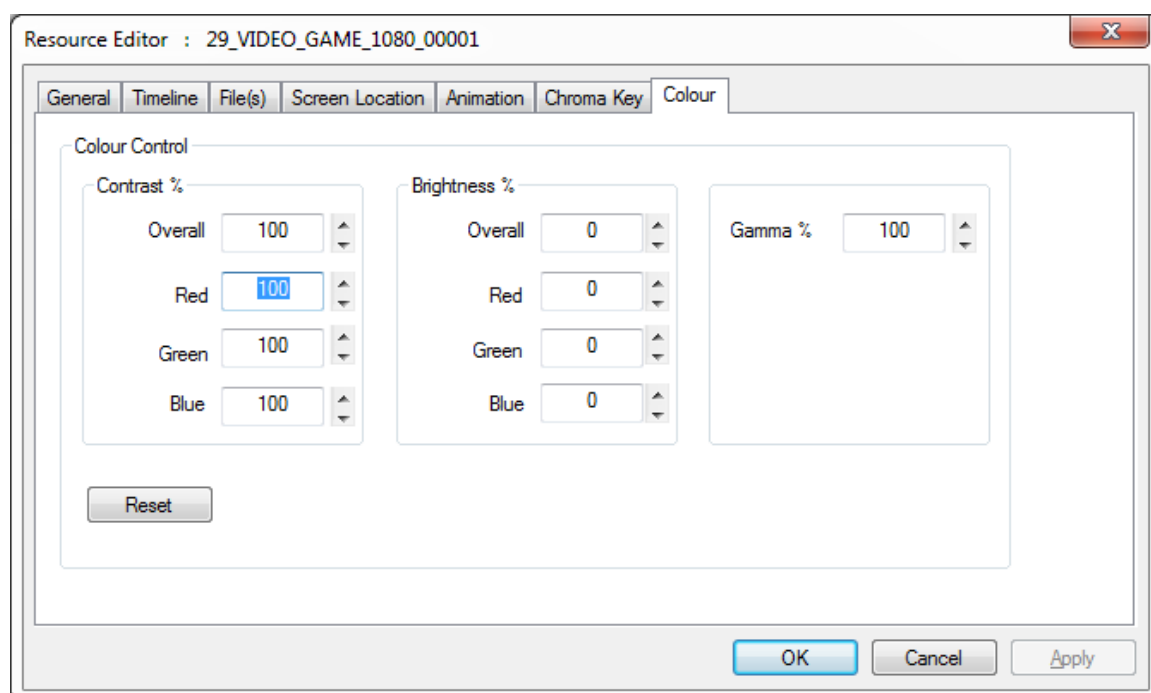 Resource Editor : 29_VIDEO_GAME_1080_00001
General Timeline File(s) Screen Location Animation Chroma Key Colour
Colour Control
Contrast % Brightness %
Overall 100 Overall 0 Gamma % 100
Red 100 Red 0
Green 100 Green 0
Blue 100 Blue 0
Reset
OK Cancel Apply